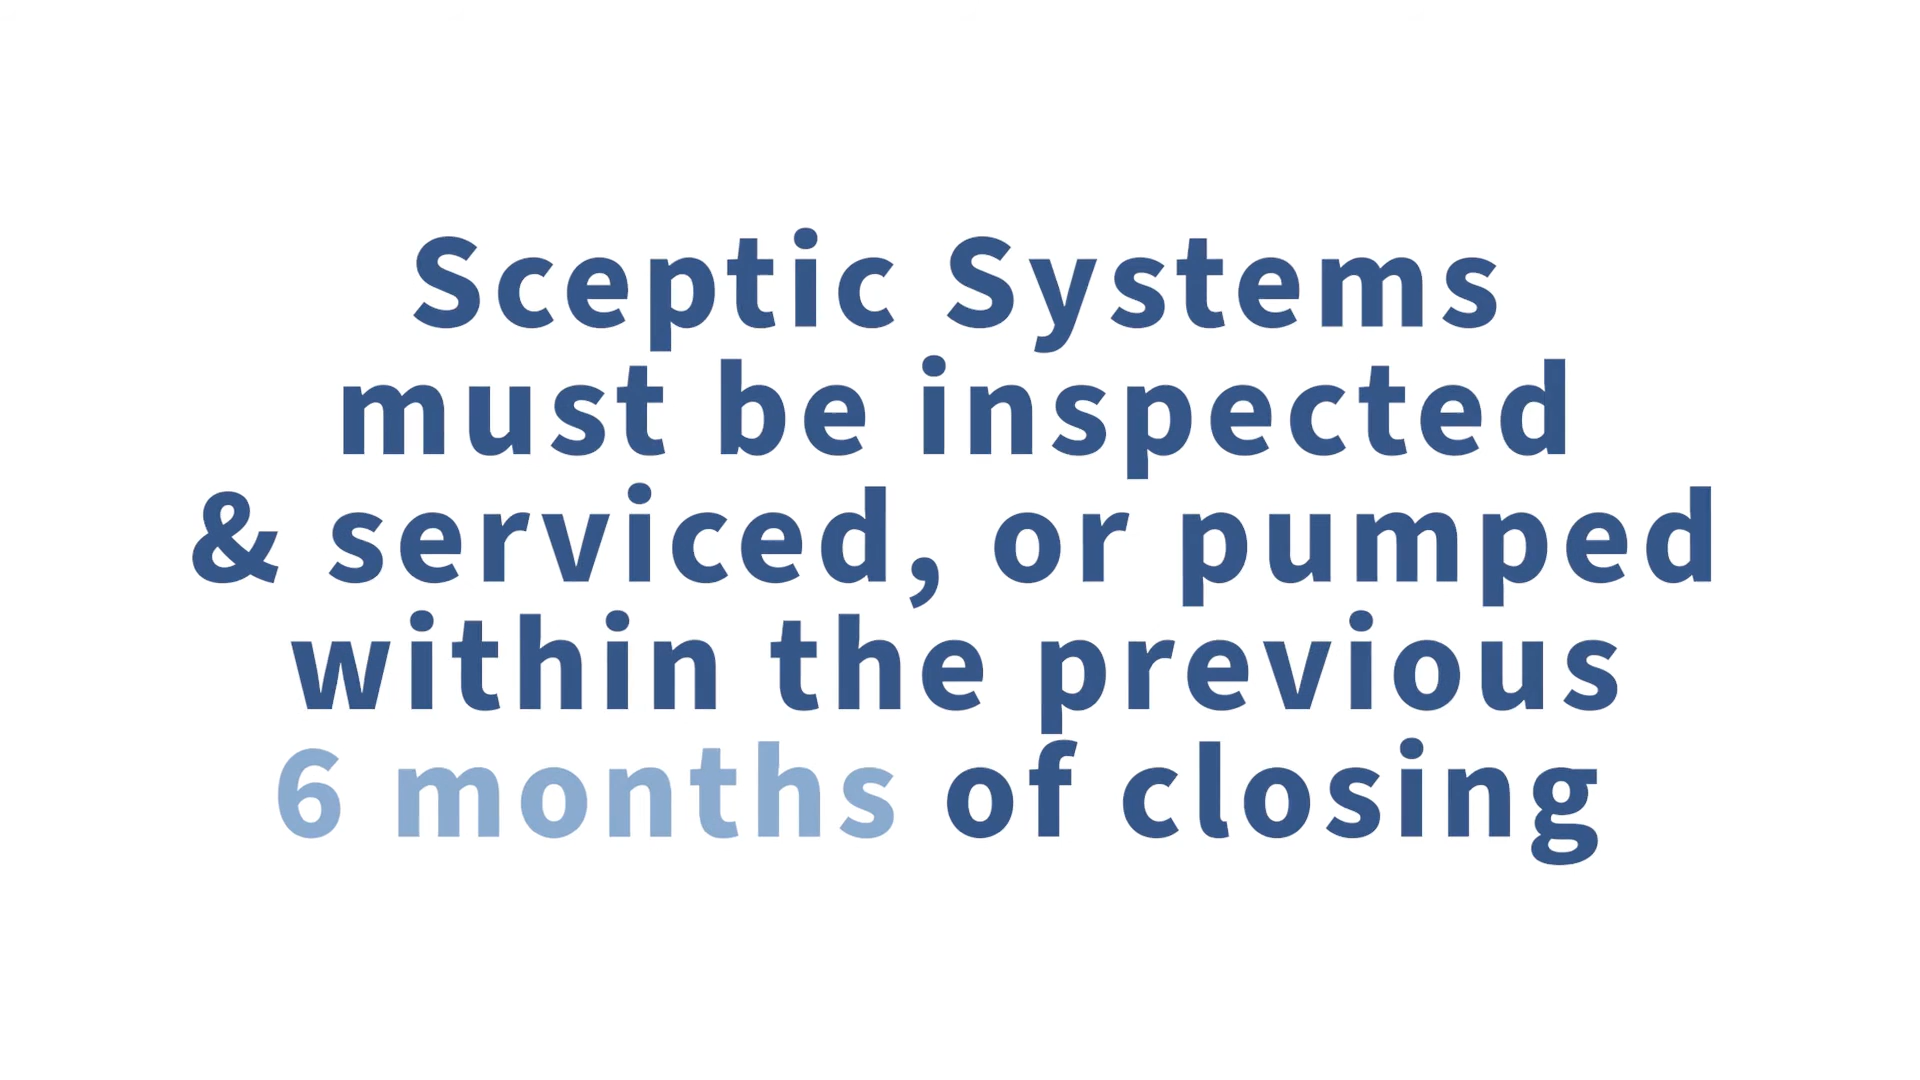 Sceptic Systems
must be inspected
& serviced, or pumped
within the previous
6 months of closing